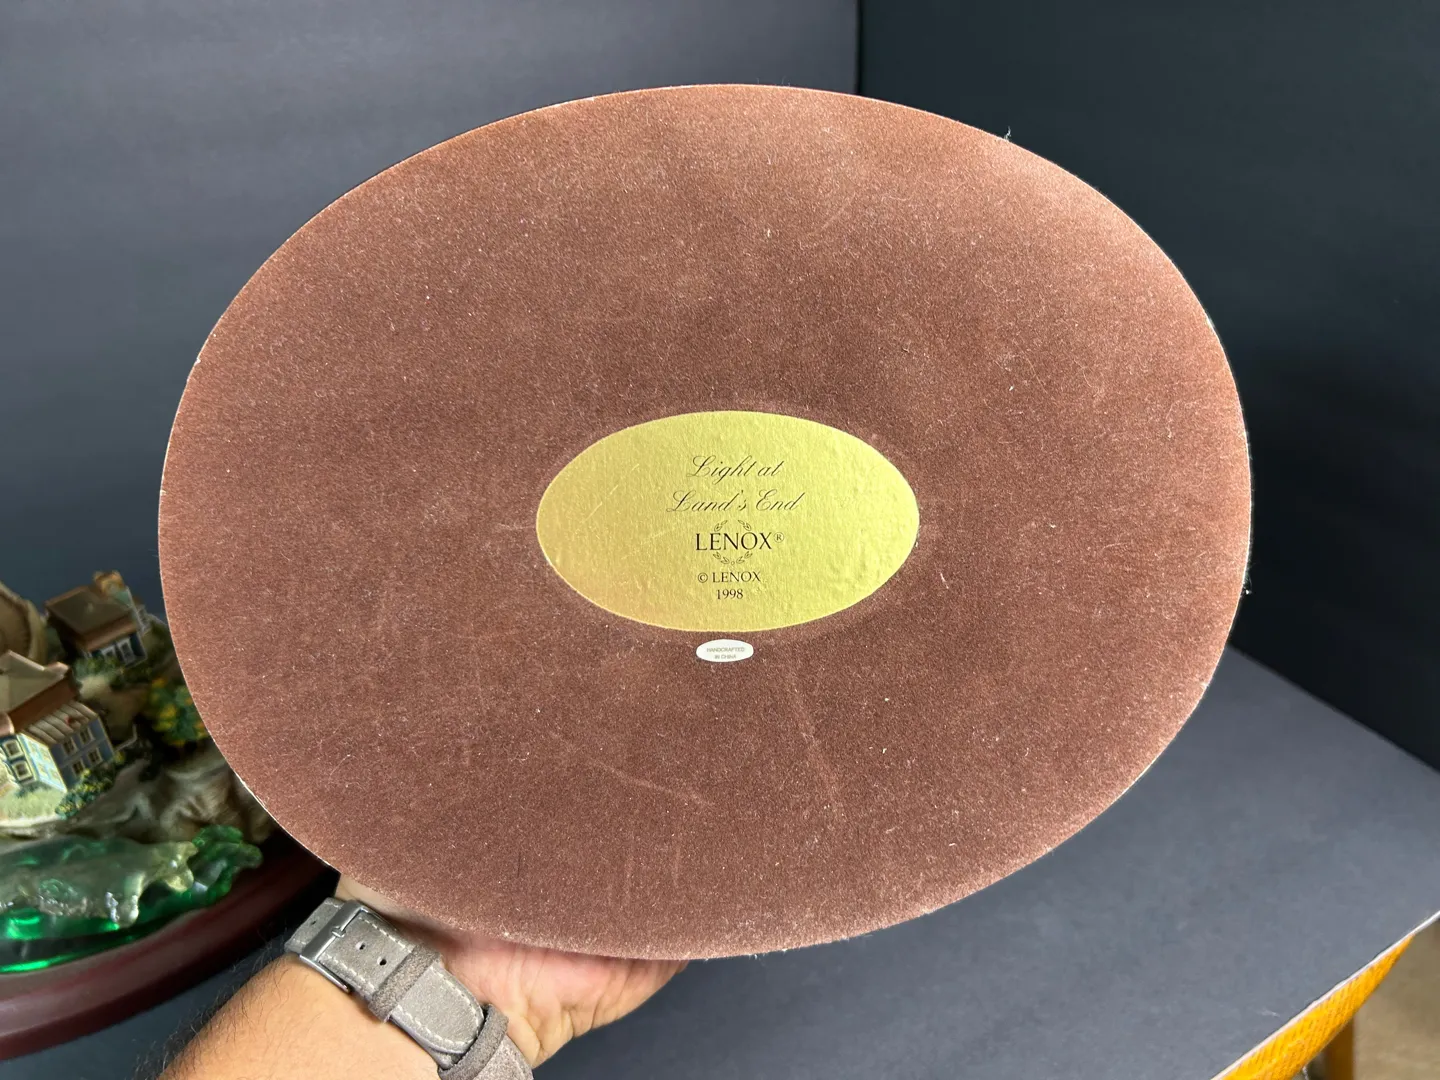 Light at
Land's End
LENOX®
© LENOX
1998
HANDCRAFTED
IN CHINA